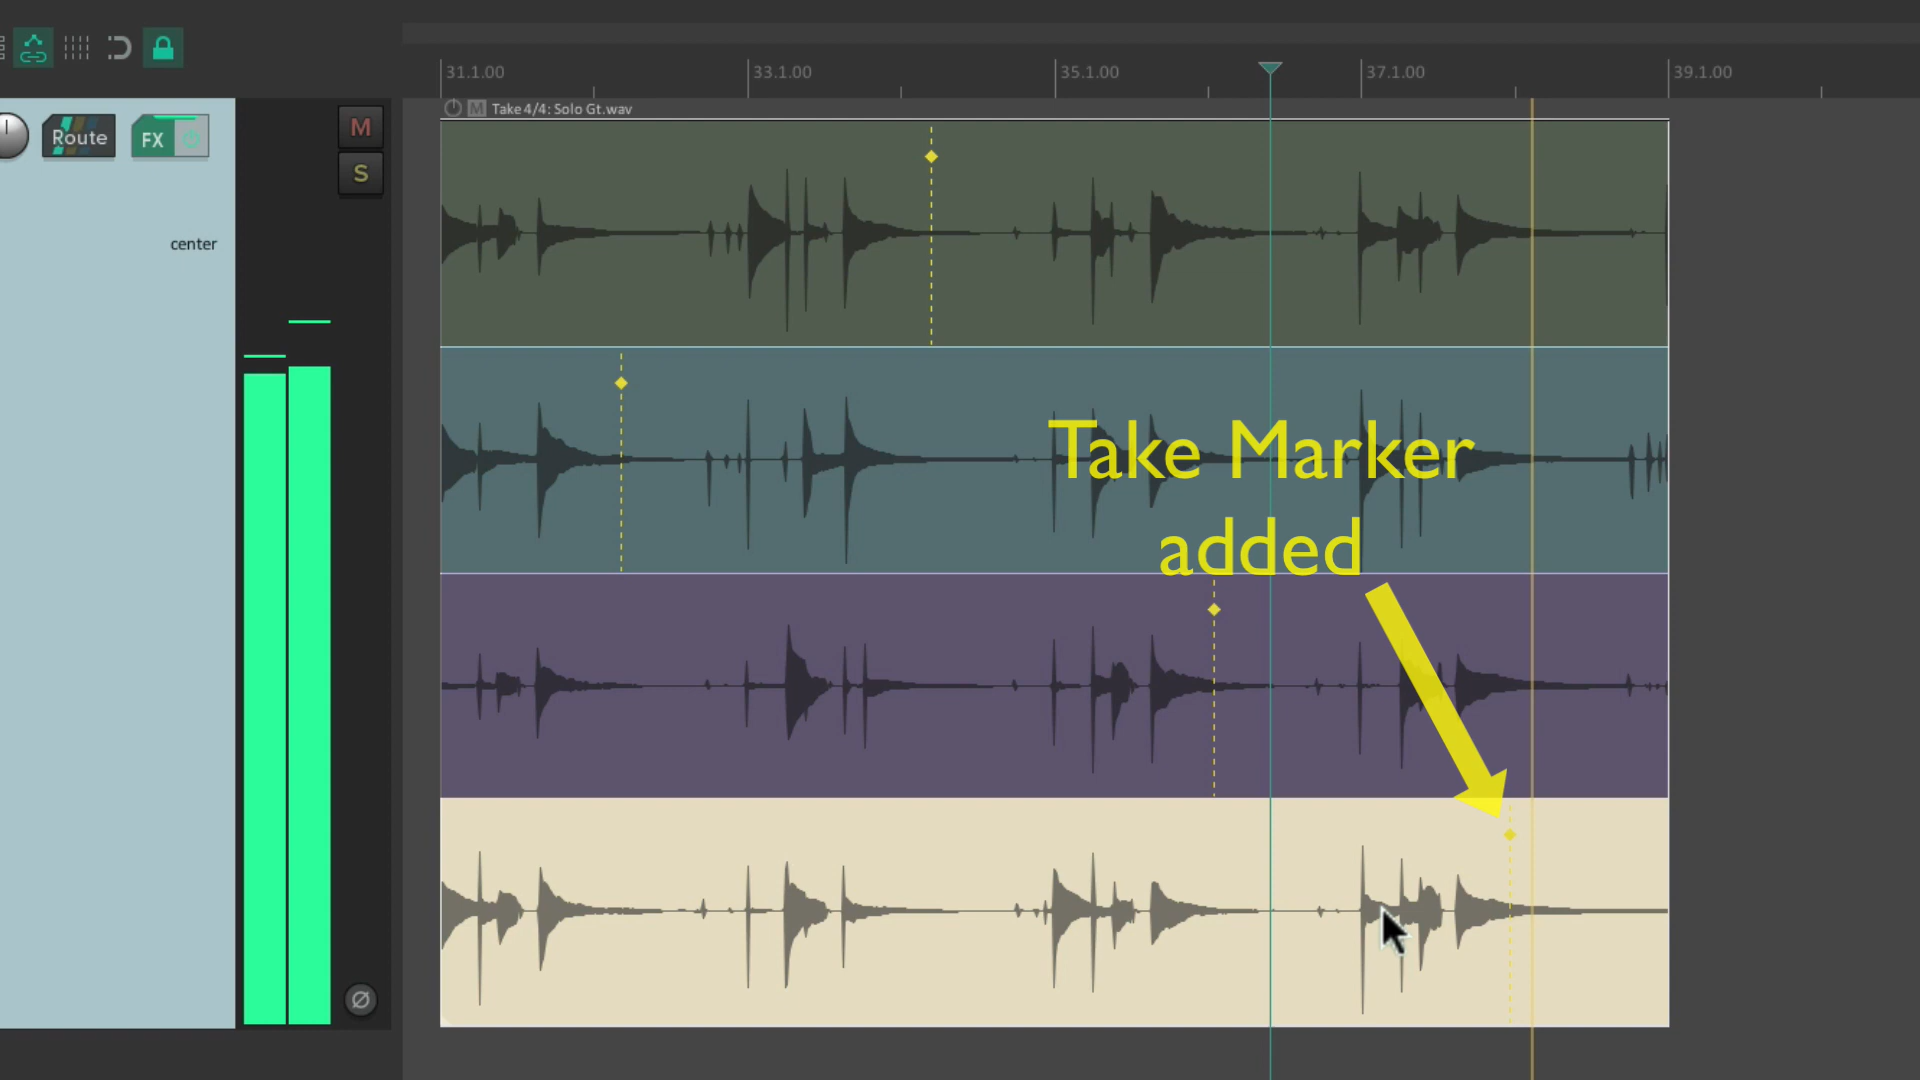 31.1.00
33.1.00
35.1.00
37.1.00
39.1.00
M Take 4/4: Solo Gt.wav
Route
FX
M
S
center
Take Marker
added